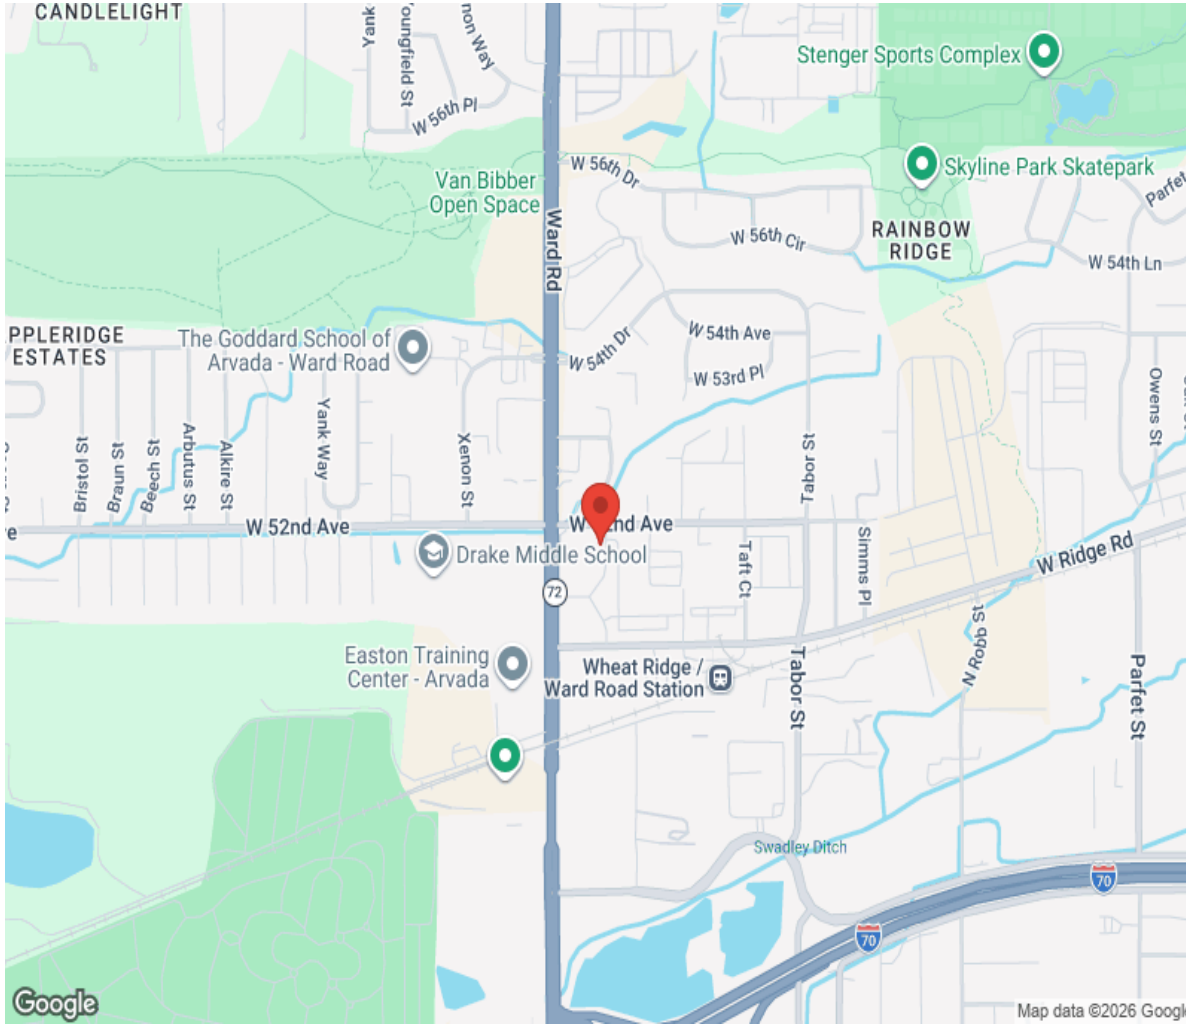 CANDLELIGHT
Yank
Youngfield St
non Way
W 56th Pl
Stenger Sports Complex
Skyline Park Skatepark
Van Bibber
Open Space
W 56th Dr
Ward Rd
W 56th Cir
RAINBOW
RIDGE
Parfet
W 54th Ln
PPLERIDGE
ESTATES
The Goddard School of
Arvada - Ward Road
W 54th Dr
W 54th Ave
W 53rd Pl
Owens St
Bristol St
Braun St
Beech St
Arbutus St
Alkire St
Yank Way
Xenon St
Tabor St
W 52nd Ave
W 2nd Ave
Drake Middle School
Taft Ct
Simms Pl
W Ridge Rd
72
N Robb St
Easton Training
Center - Arvada
Wheat Ridge /
Ward Road Station
Tabor St
Parfet St
Swadley Ditch
70
70
Google
Map data ©2026 Google